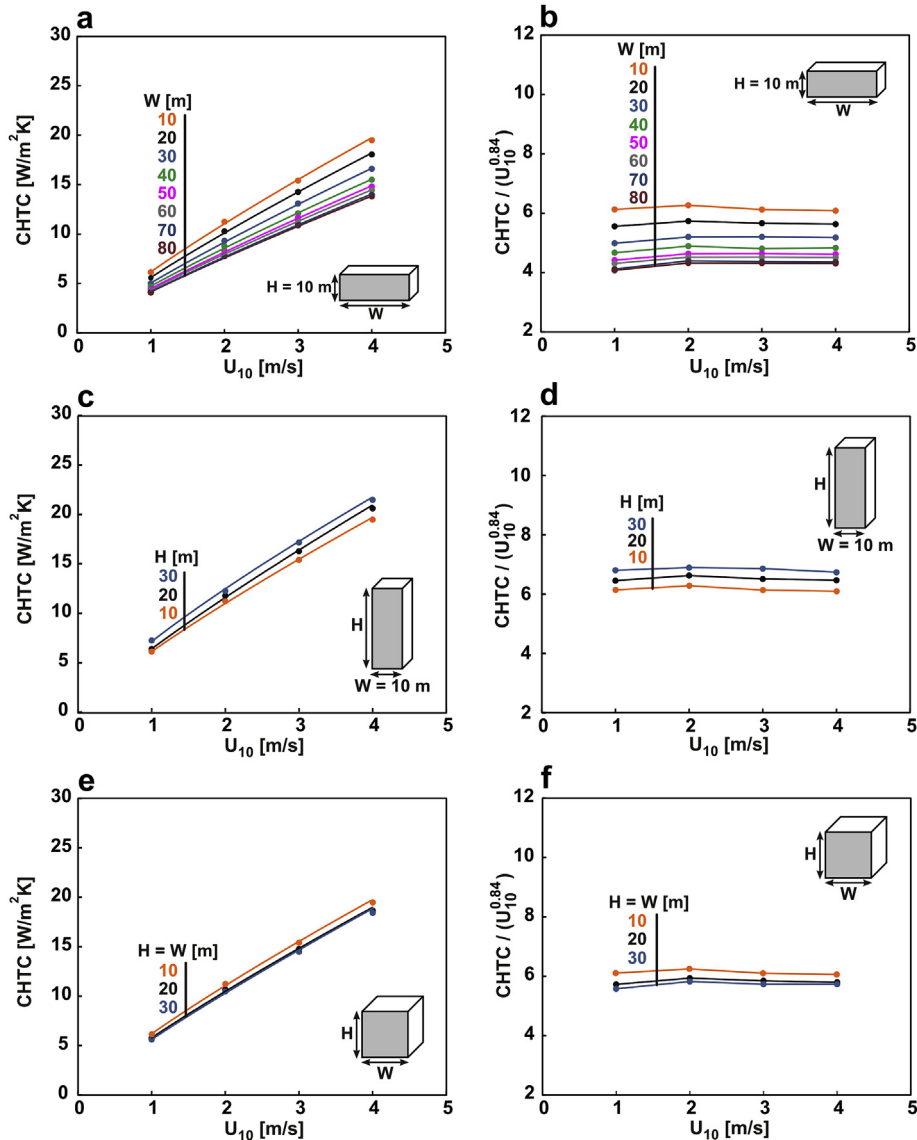 a
CHTC [W/m²K]
30
25
20
15
10
5
0
0 1 2 3 4 5
U10 [m/s]
W [m]
10
20
30
40
50
60
70
80
H = 10 m
W
b
CHTC / (U10^0.84)
12
10
8
6
4
2
0 1 2 3 4 5
U10 [m/s]
W [m]
10
20
30
40
50
60
70
80
H = 10 m
W
c
CHTC [W/m²K]
30
25
20
15
10
5
0
0 1 2 3 4 5
U10 [m/s]
H [m]
30
20
10
H
W = 10 m
d
CHTC / (U10^0.84)
12
10
8
6
4
2
0 1 2 3 4 5
U10 [m/s]
H [m]
30
20
10
H
W = 10 m
e
CHTC [W/m²K]
30
25
20
15
10
5
0
0 1 2 3 4 5
U10 [m/s]
H = W [m]
10
20
30
H
W
f
CHTC / (U10^0.84)
12
10
8
6
4
2
0 1 2 3 4 5
U10 [m/s]
H = W [m]
10
20
30
H
W